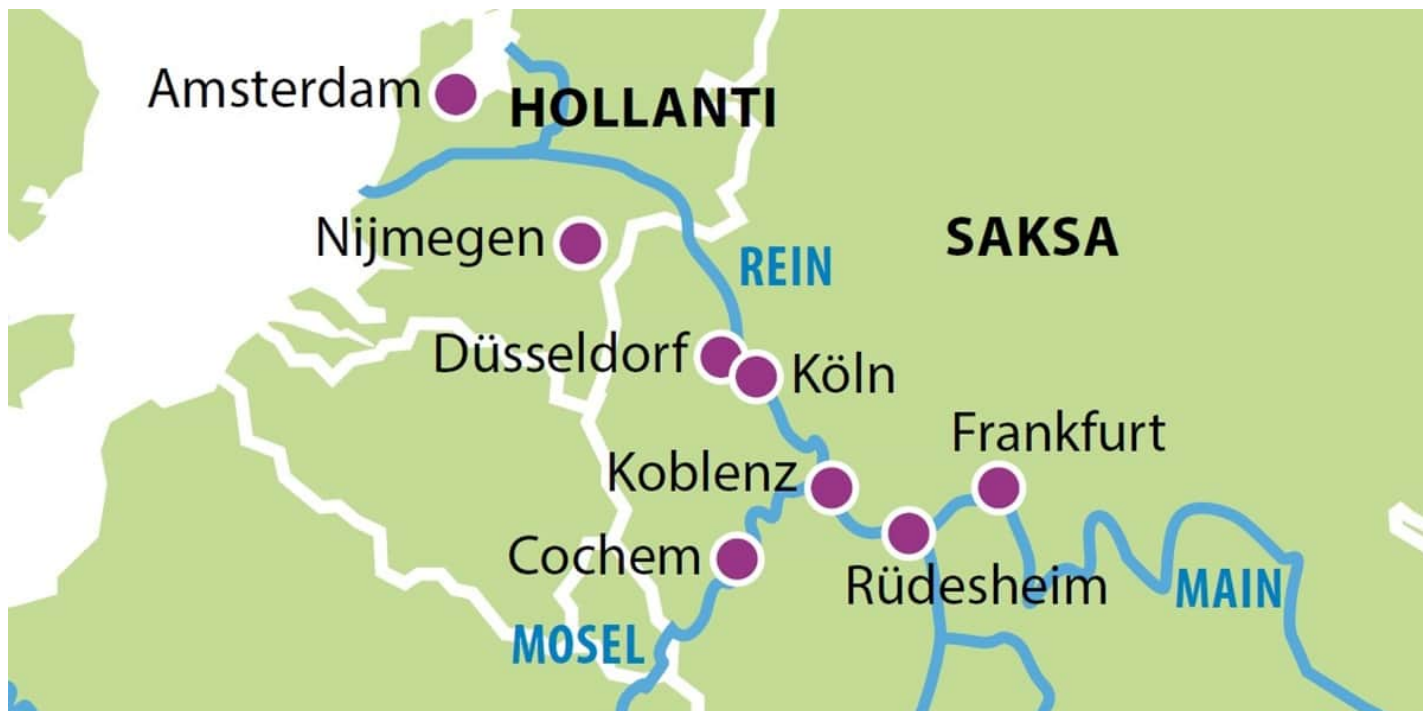 Amsterdam
HOLLANTI
Nijmegen
SAKSA
REIN
Düsseldorf
Köln
Frankfurt
Koblenz
Cochem
Rüdesheim
MAIN
MOSEL